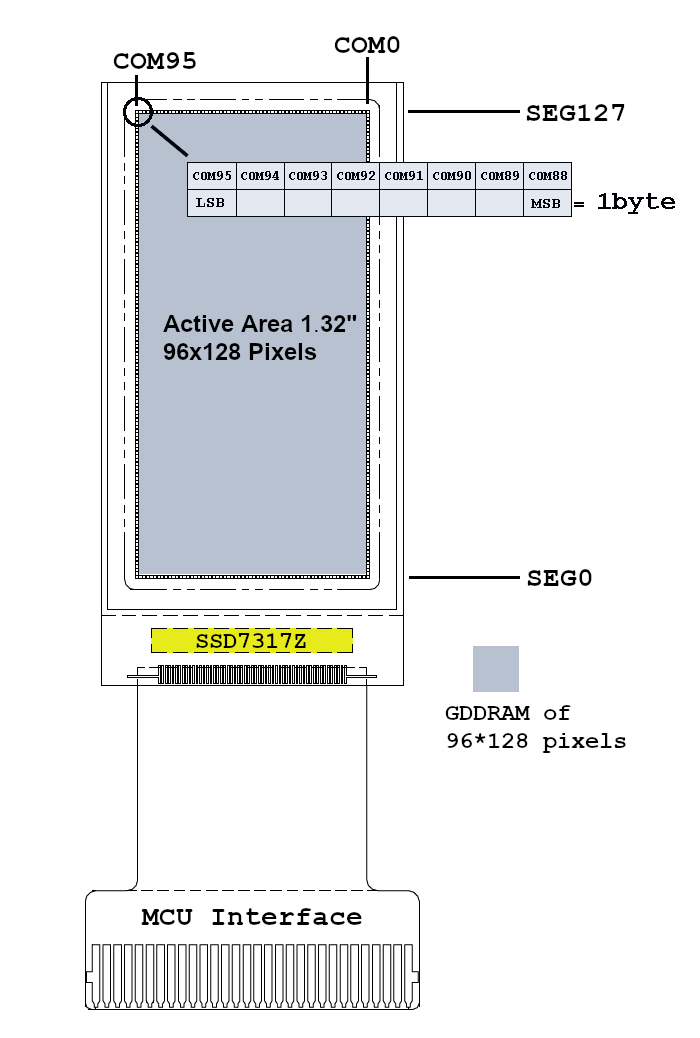 COM0
COM95
SEG127
COM95 COM94 COM93 COM92 COM91 COM90 COM89 COM88
LSB MSB = 1byte
Active Area 1.32"
96x128 Pixels
SEG0
SSD7317Z
GDDRAM of
96*128 pixels
MCU Interface